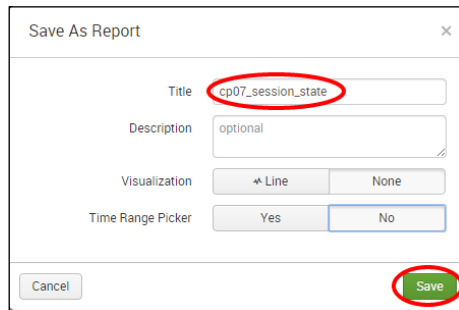 Save As Report ×
Title cp07_session_state
Description optional
Visualization Line None
Time Range Picker Yes No
Cancel Save